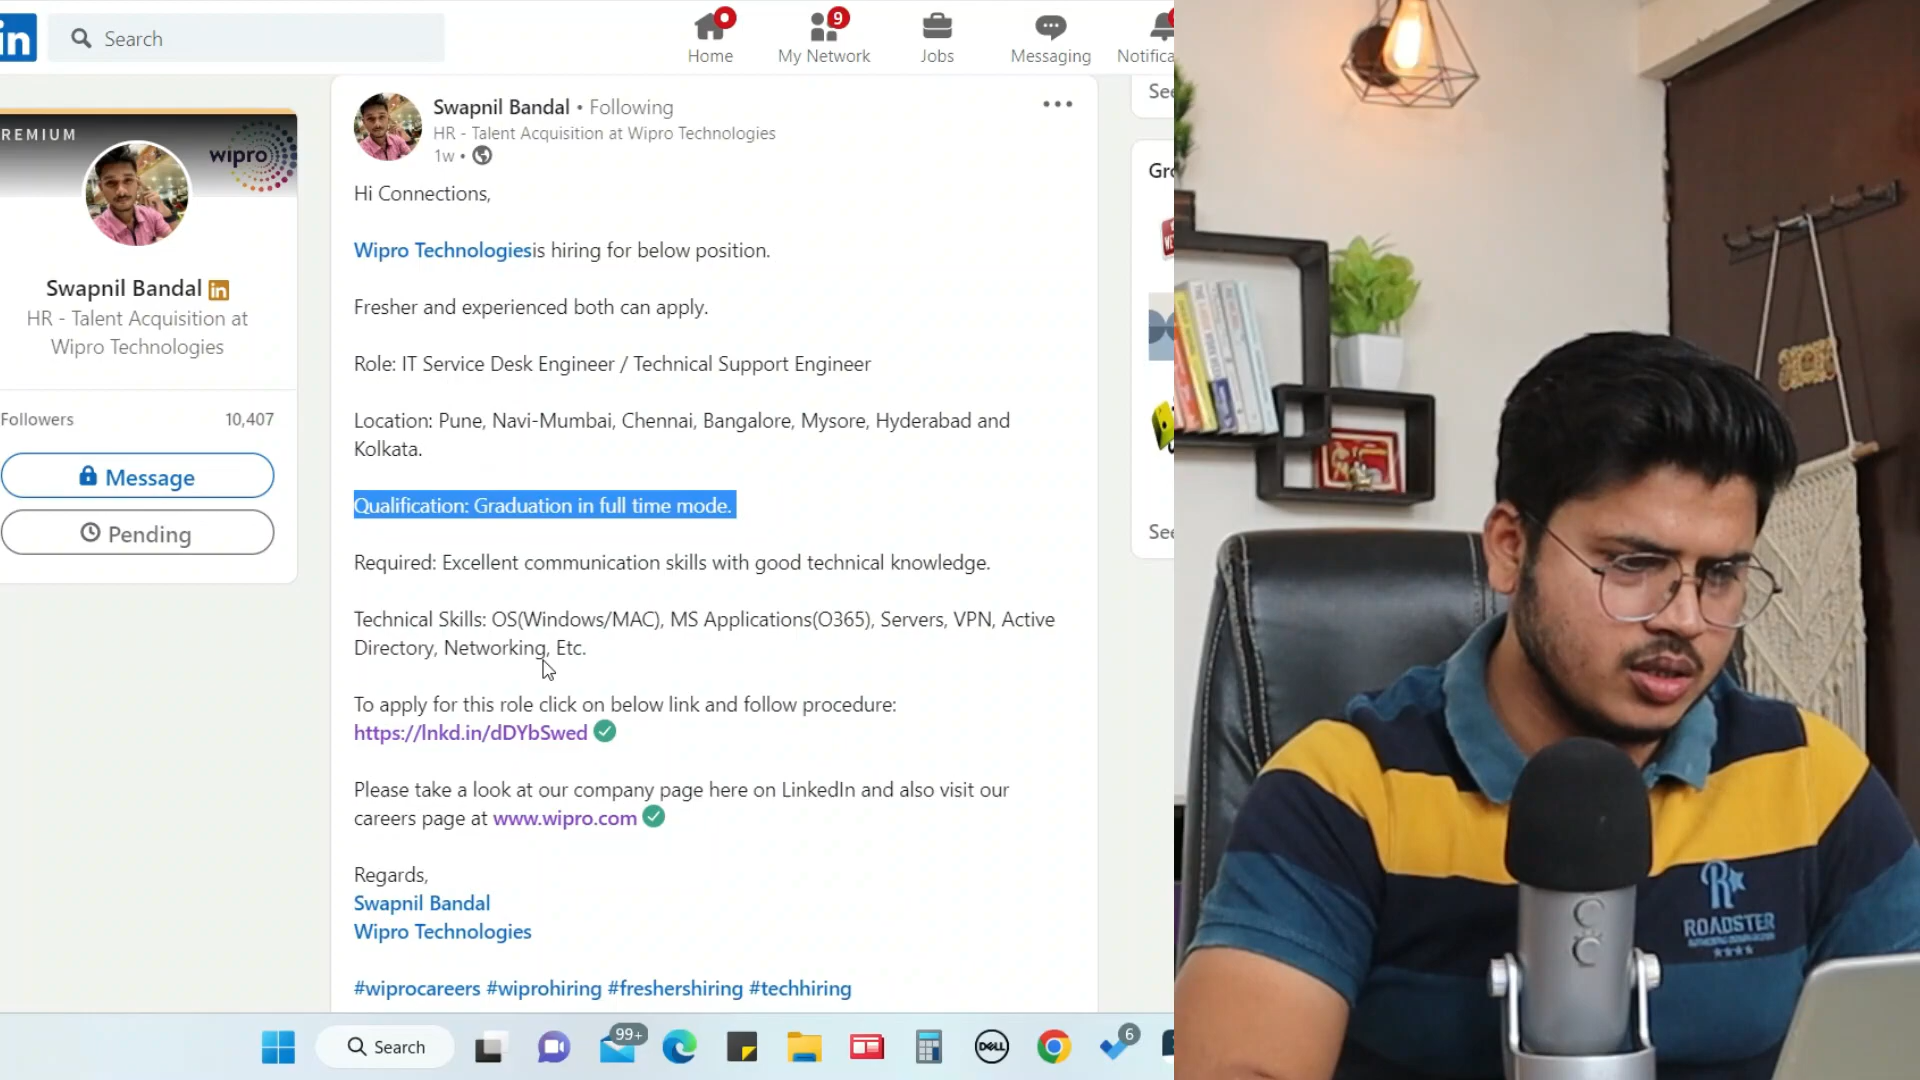 in
Search
Home
9
My Network
Jobs
Messaging
Notifica
REMIUM
wipro
Swapnil Bandal in
HR - Talent Acquisition at
Wipro Technologies
Followers 10,407
Message
Pending
Swapnil Bandal • Following
HR - Talent Acquisition at Wipro Technologies
1w •
Hi Connections,
Wipro Technologiesis hiring for below position.
Fresher and experienced both can apply.
Role: IT Service Desk Engineer / Technical Support Engineer
Location: Pune, Navi-Mumbai, Chennai, Bangalore, Mysore, Hyderabad and
Kolkata.
Qualification: Graduation in full time mode.
Required: Excellent communication skills with good technical knowledge.
Technical Skills: OS(Windows/MAC), MS Applications(O365), Servers, VPN, Active
Directory, Networking, Etc.
To apply for this role click on below link and follow procedure:
https://lnkd.in/dDYbSwed
Please take a look at our company page here on LinkedIn and also visit our
careers page at www.wipro.com
Regards,
Swapnil Bandal
Wipro Technologies
#wiprocareers #wiprohiring #freshershiring #techhiring
See
Gro
See
Search
99+
DELL
6
R
ROADSTER